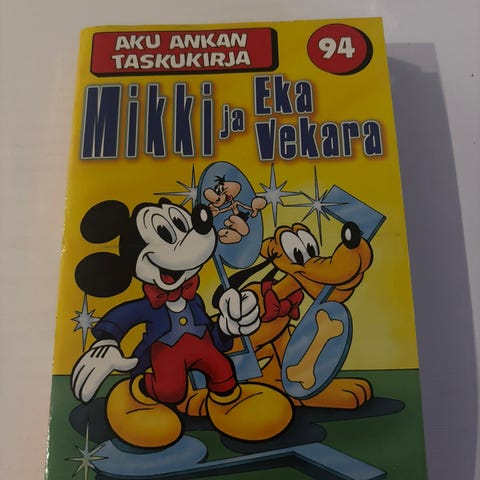 AKU ANKAN
TASKUKIRJA
94
Mikki ja Eka
Vekara